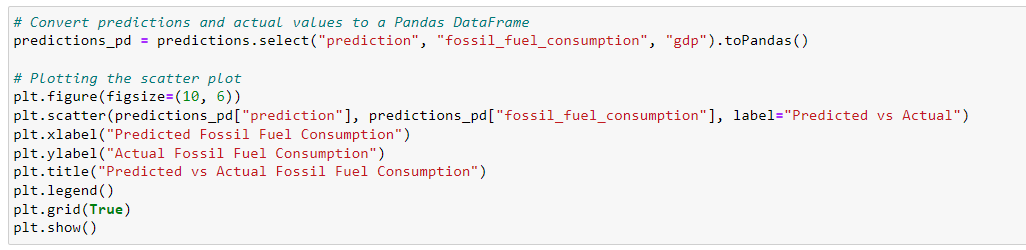 # Convert predictions and actual values to a Pandas DataFrame
predictions_pd = predictions.select("prediction", "fossil_fuel_consumption", "gdp").toPandas()

# Plotting the scatter plot
plt.figure(figsize=(10, 6))
plt.scatter(predictions_pd["prediction"], predictions_pd["fossil_fuel_consumption"], label="Predicted vs Actual")
plt.xlabel("Predicted Fossil Fuel Consumption")
plt.ylabel("Actual Fossil Fuel Consumption")
plt.title("Predicted vs Actual Fossil Fuel Consumption")
plt.legend()
plt.grid(True)
plt.show()